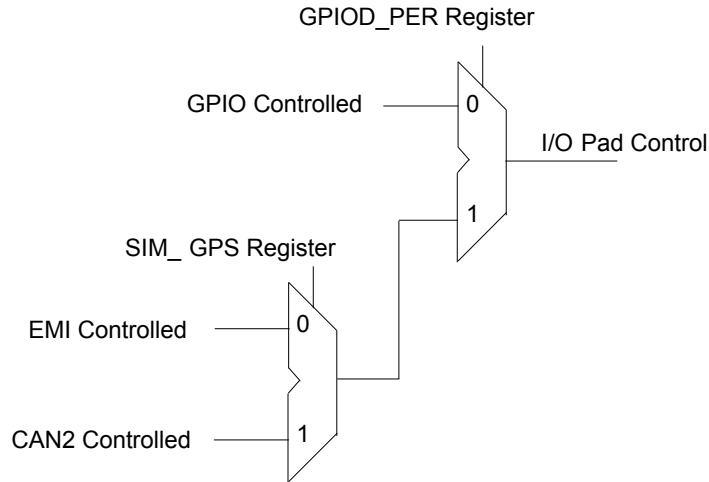 GPIOD_PER Register
GPIO Controlled
0
I/O Pad Control
1
SIM_ GPS Register
EMI Controlled
0
CAN2 Controlled
1